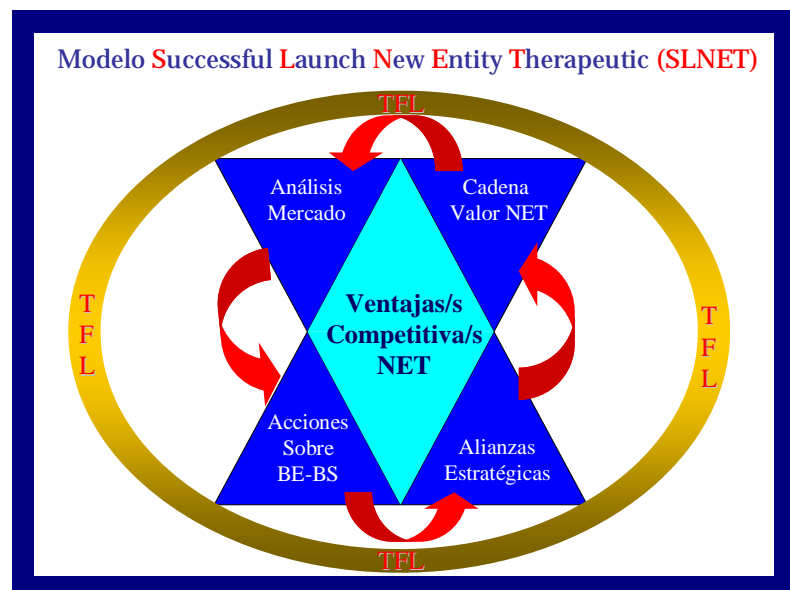 Modelo Successful Launch New Entity Therapeutic (SLNET)
TFL
Análisis
Mercado
Cadena
Valor NET
T
F
L
Ventajas/s
Competitiva/s
NET
T
F
L
Acciones
Sobre
BE-BS
Alianzas
Estratégicas
TFL